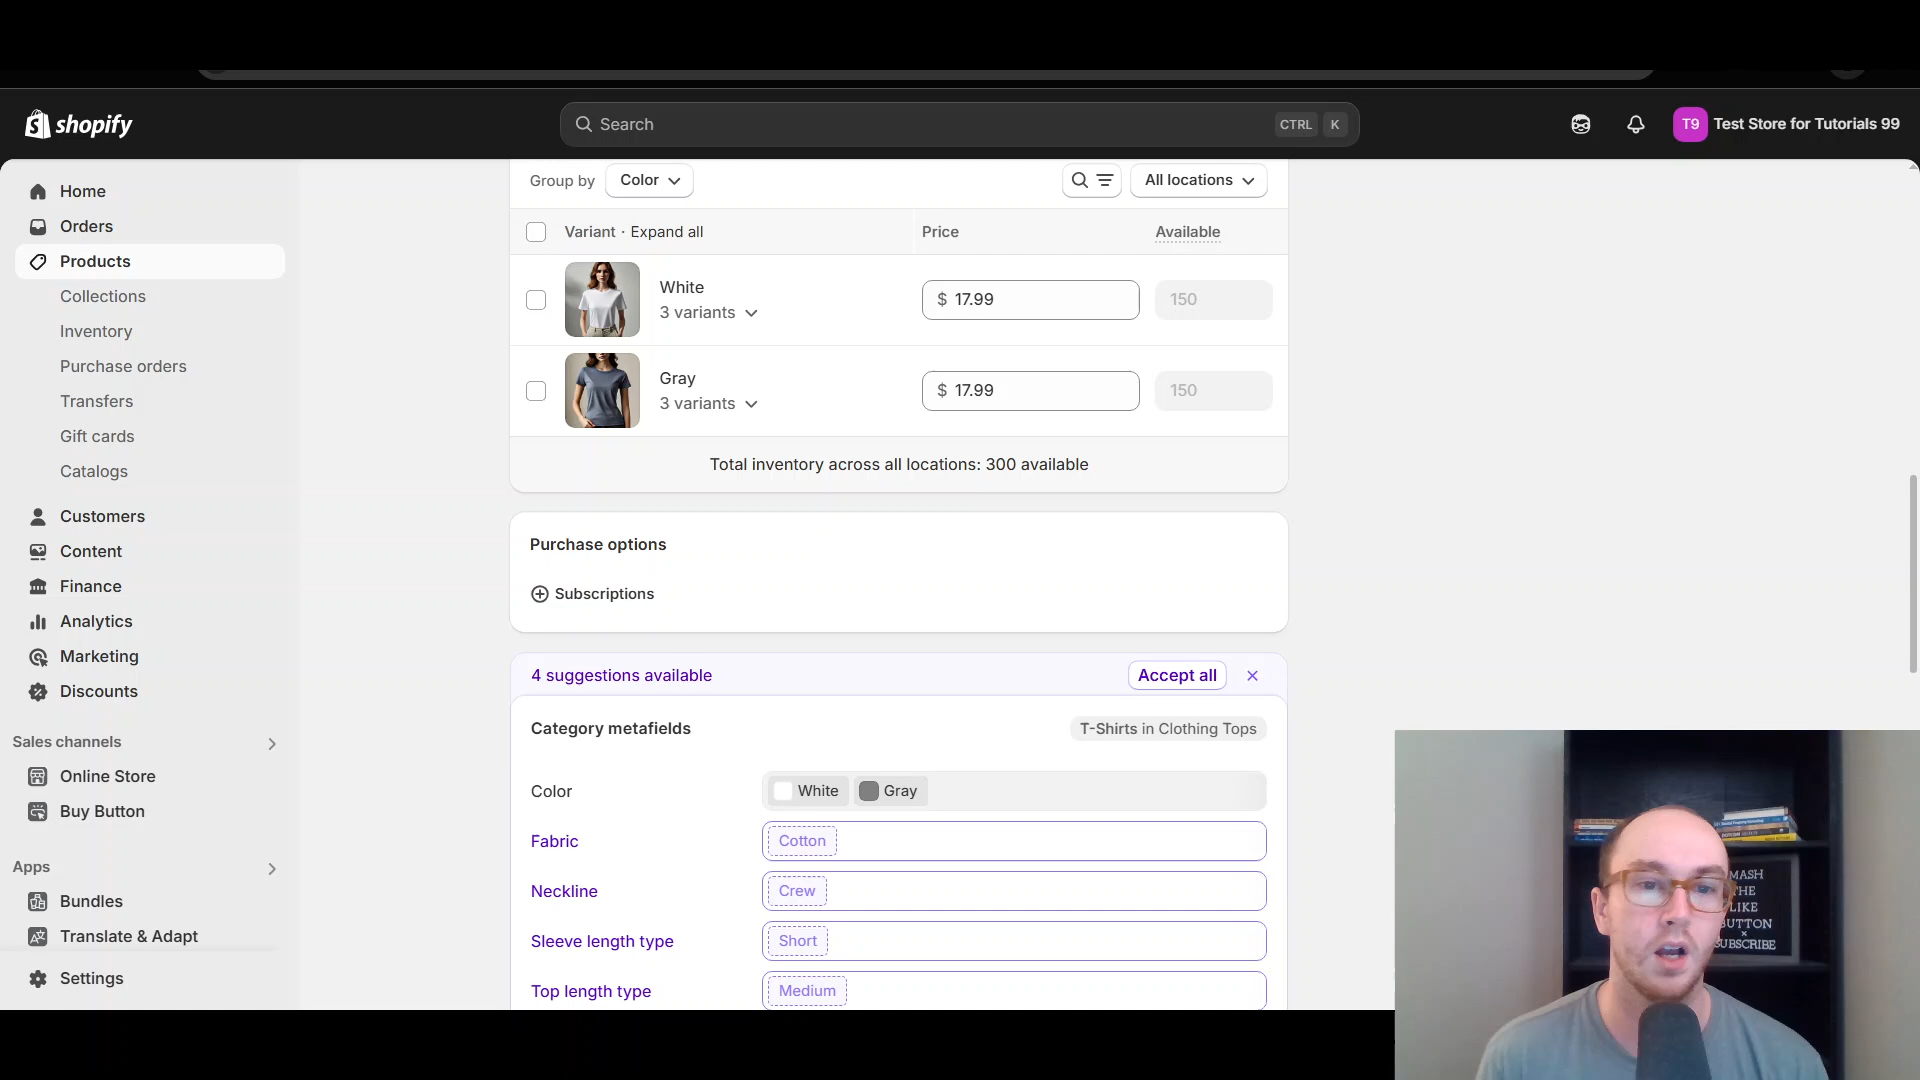 shopify
Search
CTRL K
T9 Test Store for Tutorials 99
Home
Orders
Products
Collections
Inventory
Purchase orders
Transfers
Gift cards
Catalogs
Customers
Content
Finance
Analytics
Marketing
Discounts
Sales channels
Online Store
Buy Button
Apps
Bundles
Translate & Adapt
Settings
Group by Color
All locations
Variant · Expand all Price Available
White
3 variants
$ 17.99 150
Gray
3 variants
$ 17.99 150
Total inventory across all locations: 300 available
Purchase options
Subscriptions
4 suggestions available Accept all
Category metafields T-Shirts in Clothing Tops
Color White Gray
Fabric Cotton
Neckline Crew
Sleeve length type Short
Top length type Medium
MASH
THE
LIKE
BUTTON
×
SUBSCRIBE